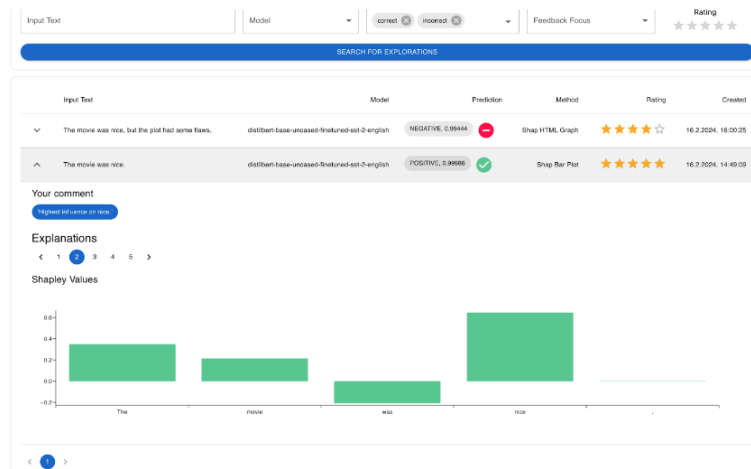 Rating
Input Text
Model
correct
incorrect
Feedback Focus
SEARCH FOR EXPLORATIONS
Input Text Model Prediction Method Rating Created
The movie was nice, but the plot had some flaws. distilbert-base-uncased-finetuned-sst-2-english NEGATIVE, 0.99444 Shap HTML Graph 16.2.2024, 16:00:25
The movie was nice. distilbert-base-uncased-finetuned-sst-2-english POSITIVE, 0.99986 Shap Bar Plot 16.2.2024, 14:49:09
Your comment
'Highest influence on nice.'
Explanations
< 1 2 3 4 5 >
Shapley Values
0.6
0.4
0.2
0.0
-0.2
The movie was nice .
< 1 >